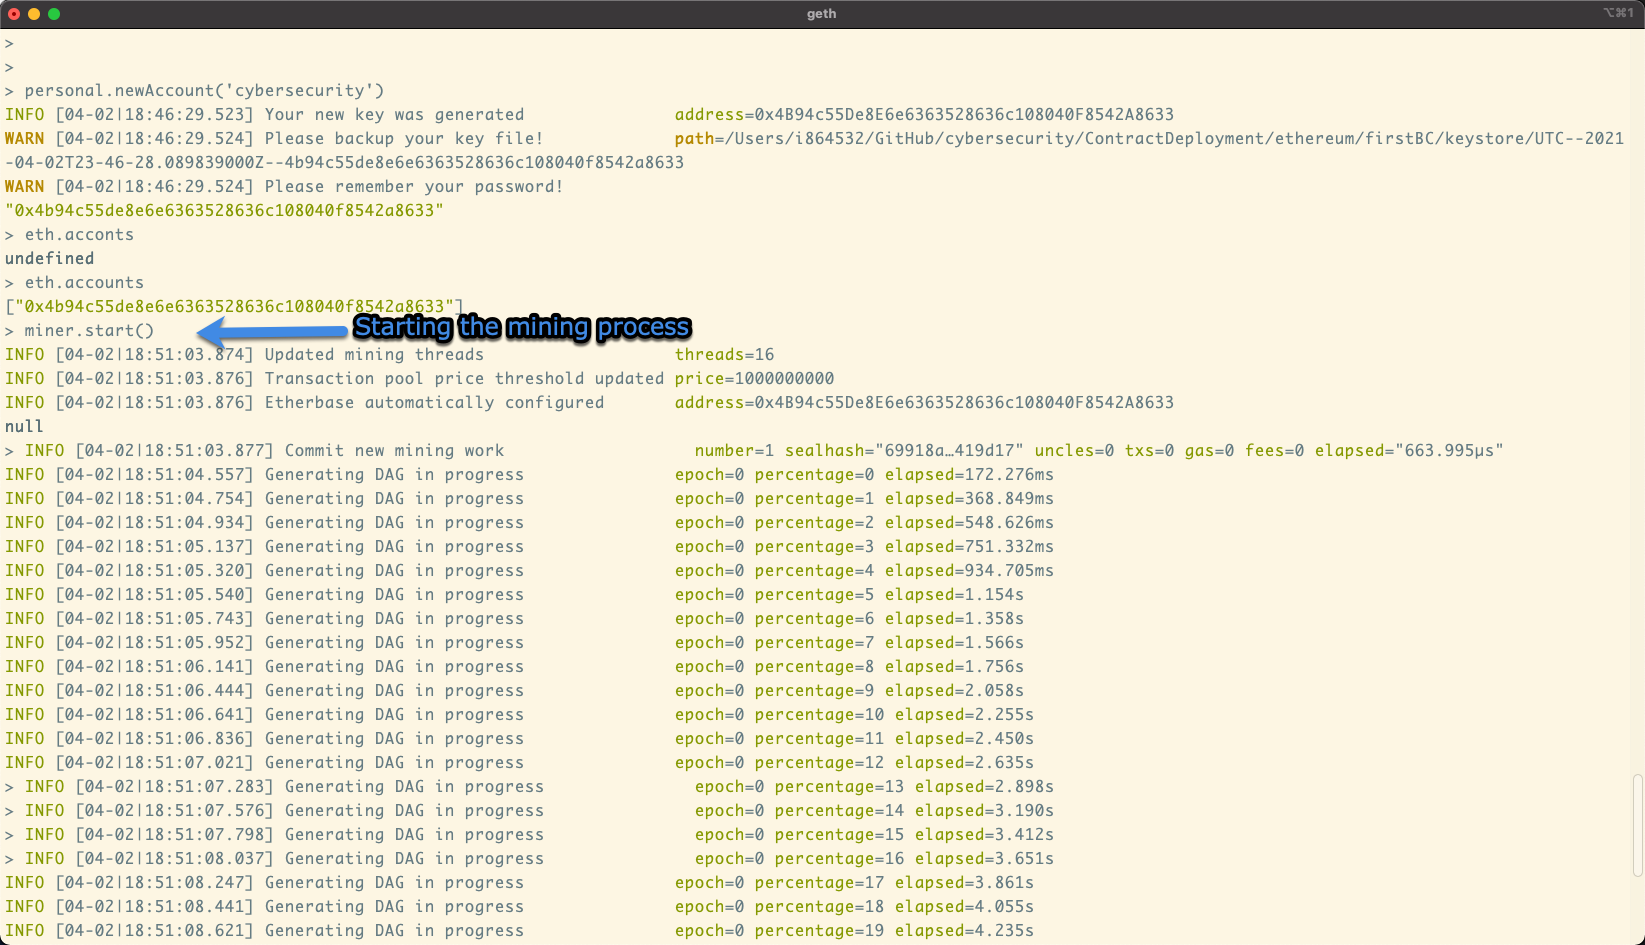 geth
⌥⌘1
>
>
> personal.newAccount('cybersecurity')
INFO [04-02|18:46:29.523] Your new key was generated address=0x4B94c55De8E6e6363528636c108040F8542A8633
WARN [04-02|18:46:29.524] Please backup your key file! path=/Users/i864532/GitHub/cybersecurity/ContractDeployment/ethereum/firstBC/keystore/UTC--2021
-04-02T23-46-28.089839000Z--4b94c55de8e6e6363528636c108040f8542a8633
WARN [04-02|18:46:29.524] Please remember your password!
"0x4b94c55de8e6e6363528636c108040f8542a8633"
> eth.acconts
undefined
> eth.accounts
["0x4b94c55de8e6e6363528636c108040f8542a8633"]
> miner.start() Starting the mining process
INFO [04-02|18:51:03.874] Updated mining threads threads=16
INFO [04-02|18:51:03.876] Transaction pool price threshold updated price=1000000000
INFO [04-02|18:51:03.876] Etherbase automatically configured address=0x4B94c55De8E6e6363528636c108040F8542A8633
null
> INFO [04-02|18:51:03.877] Commit new mining work number=1 sealhash="69918a…419d17" uncles=0 txs=0 gas=0 fees=0 elapsed="663.995µs"
INFO [04-02|18:51:04.557] Generating DAG in progress epoch=0 percentage=0 elapsed=172.276ms
INFO [04-02|18:51:04.754] Generating DAG in progress epoch=0 percentage=1 elapsed=368.849ms
INFO [04-02|18:51:04.934] Generating DAG in progress epoch=0 percentage=2 elapsed=548.626ms
INFO [04-02|18:51:05.137] Generating DAG in progress epoch=0 percentage=3 elapsed=751.332ms
INFO [04-02|18:51:05.320] Generating DAG in progress epoch=0 percentage=4 elapsed=934.705ms
INFO [04-02|18:51:05.540] Generating DAG in progress epoch=0 percentage=5 elapsed=1.154s
INFO [04-02|18:51:05.743] Generating DAG in progress epoch=0 percentage=6 elapsed=1.358s
INFO [04-02|18:51:05.952] Generating DAG in progress epoch=0 percentage=7 elapsed=1.566s
INFO [04-02|18:51:06.141] Generating DAG in progress epoch=0 percentage=8 elapsed=1.756s
INFO [04-02|18:51:06.444] Generating DAG in progress epoch=0 percentage=9 elapsed=2.058s
INFO [04-02|18:51:06.641] Generating DAG in progress epoch=0 percentage=10 elapsed=2.255s
INFO [04-02|18:51:06.836] Generating DAG in progress epoch=0 percentage=11 elapsed=2.450s
INFO [04-02|18:51:07.021] Generating DAG in progress epoch=0 percentage=12 elapsed=2.635s
> INFO [04-02|18:51:07.283] Generating DAG in progress epoch=0 percentage=13 elapsed=2.898s
> INFO [04-02|18:51:07.576] Generating DAG in progress epoch=0 percentage=14 elapsed=3.190s
> INFO [04-02|18:51:07.798] Generating DAG in progress epoch=0 percentage=15 elapsed=3.412s
> INFO [04-02|18:51:08.037] Generating DAG in progress epoch=0 percentage=16 elapsed=3.651s
INFO [04-02|18:51:08.247] Generating DAG in progress epoch=0 percentage=17 elapsed=3.861s
INFO [04-02|18:51:08.441] Generating DAG in progress epoch=0 percentage=18 elapsed=4.055s
INFO [04-02|18:51:08.621] Generating DAG in progress epoch=0 percentage=19 elapsed=4.235s